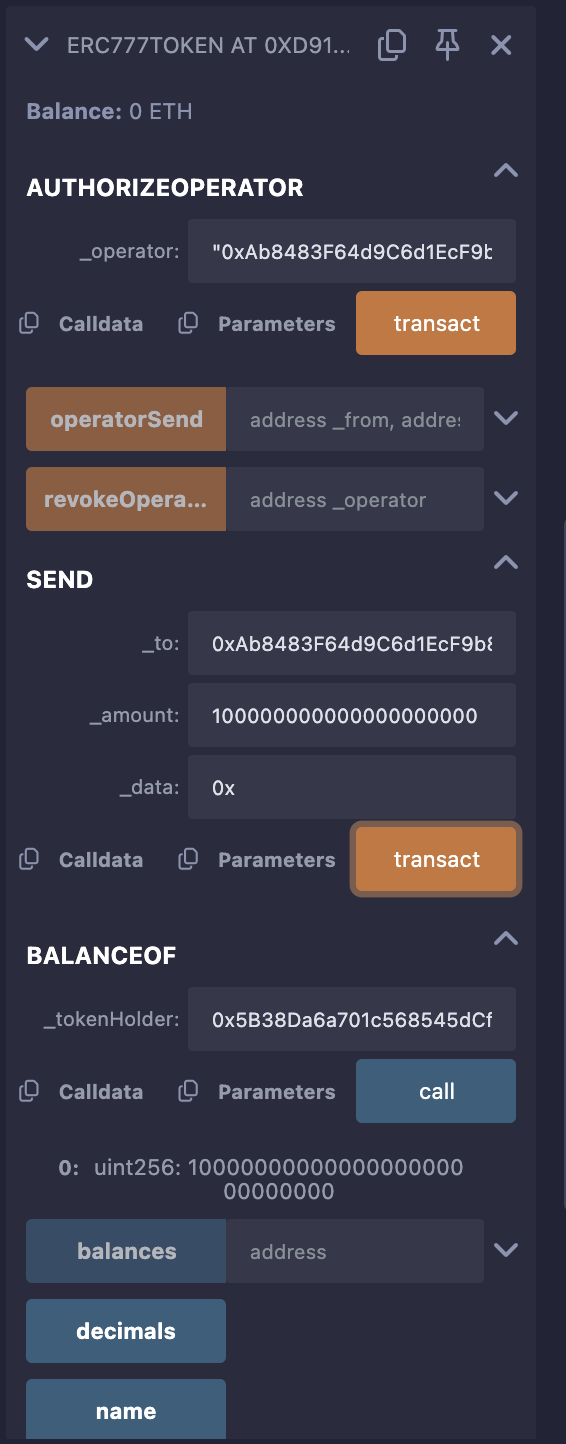 ERC777TOKEN AT 0XD91...
Balance: 0 ETH
AUTHORIZEOPERATOR
_operator: "0xAb8483F64d9C6d1EcF9b
Calldata Parameters transact
operatorSend address _from, addres
revokeOpera... address _operator
SEND
_to: 0xAb8483F64d9C6d1EcF9b8
_amount: 100000000000000000000
_data: 0x
Calldata Parameters transact
BALANCEOF
_tokenHolder: 0x5B38Da6a701c568545dCf
Calldata Parameters call
0: uint256: 10000000000000000000
00000000
balances address
decimals
name